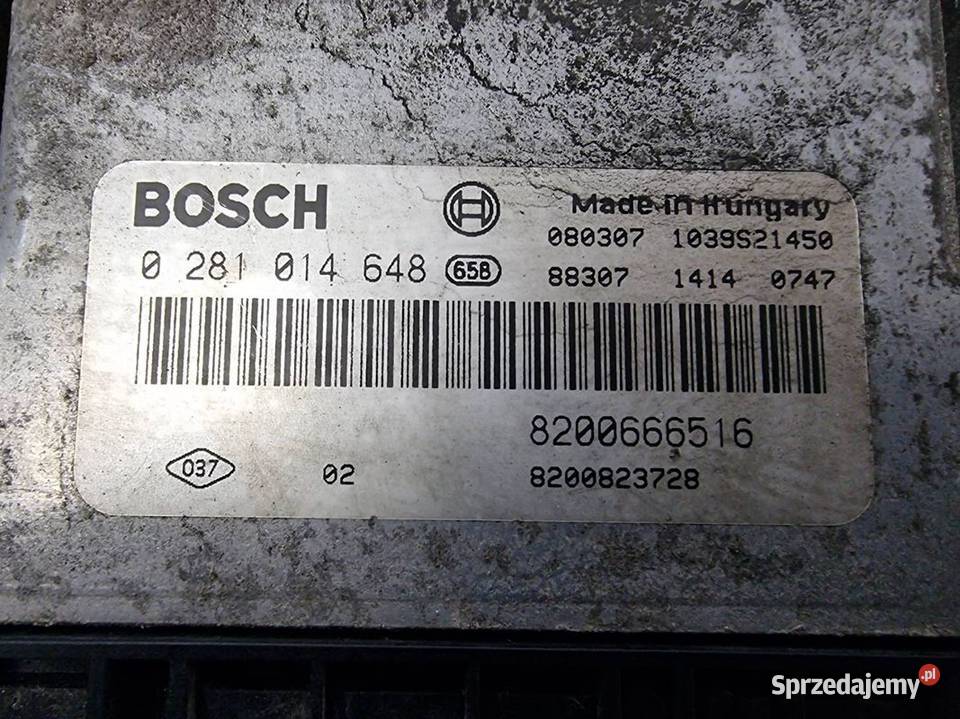 BOSCH
Made in Hungary
080307 1039S21450
0 281 014 648 65B
88307 1414 0747
8200666516
037 02
8200823728
Sprzedajemy.pl